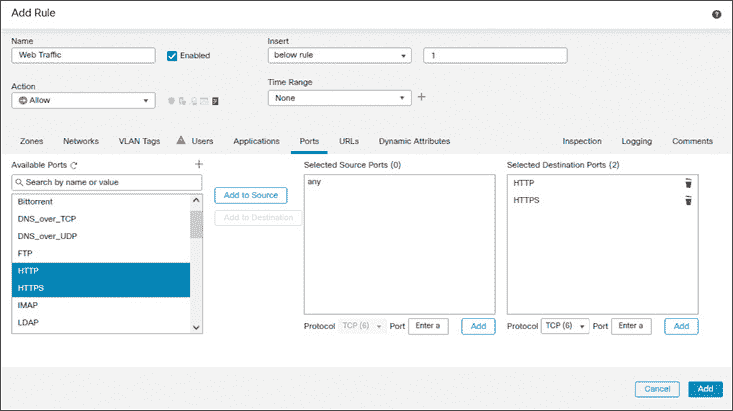 Add Rule
Name
Insert
Web Traffic
Enabled
below rule
1
Action
Time Range
Allow
None
Zones Networks VLAN Tags Users Applications Ports URLs Dynamic Attributes Inspection Logging Comments
Available Ports
Selected Source Ports (0)
Selected Destination Ports (2)
Search by name or value
Add to Source
Add to Destination
Bittorrent
DNS_over_TCP
DNS_over_UDP
FTP
HTTP
HTTPS
IMAP
LDAP
any
HTTP
HTTPS
Protocol TCP (6) Port Enter a Add
Protocol TCP (6) Port Enter a Add
Cancel
Add